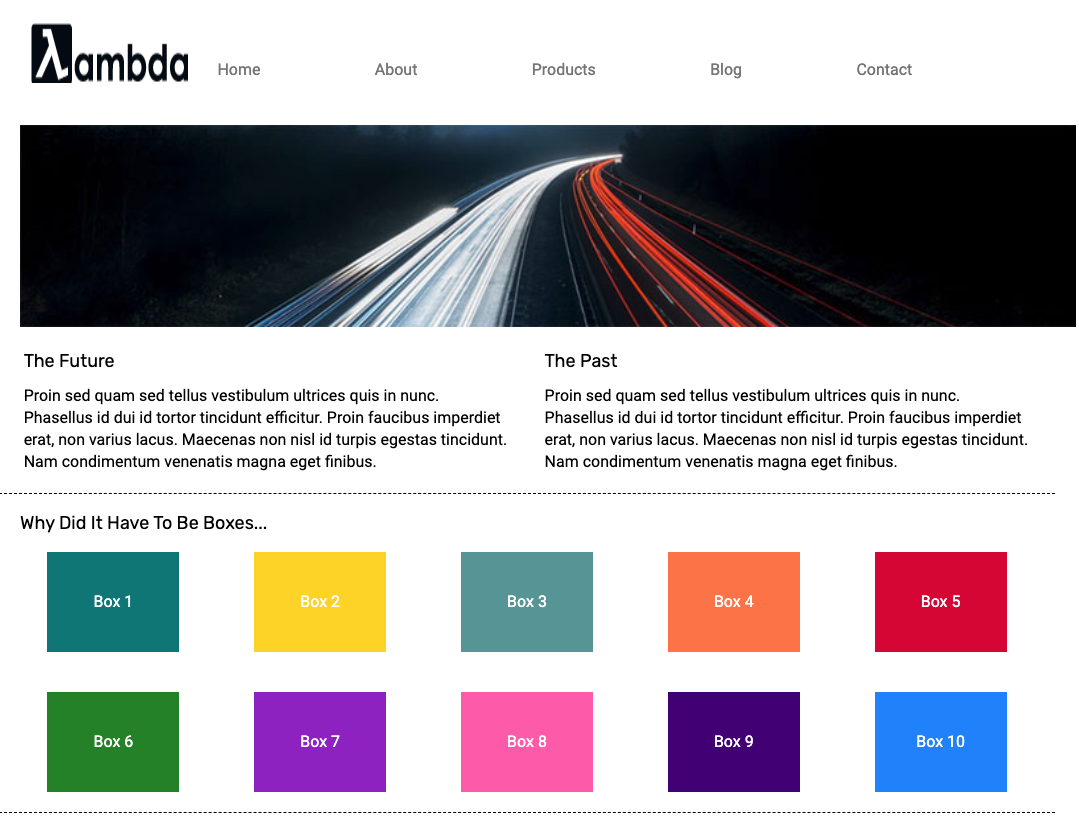 λambda
Home About Products Blog Contact
The Future
Proin sed quam sed tellus vestibulum ultrices quis in nunc.
Phasellus id dui id tortor tincidunt efficitur. Proin faucibus imperdiet
erat, non varius lacus. Maecenas non nisl id turpis egestas tincidunt.
Nam condimentum venenatis magna eget finibus.
The Past
Proin sed quam sed tellus vestibulum ultrices quis in nunc.
Phasellus id dui id tortor tincidunt efficitur. Proin faucibus imperdiet
erat, non varius lacus. Maecenas non nisl id turpis egestas tincidunt.
Nam condimentum venenatis magna eget finibus.
Why Did It Have To Be Boxes...
Box 1 Box 2 Box 3 Box 4 Box 5
Box 6 Box 7 Box 8 Box 9 Box 10